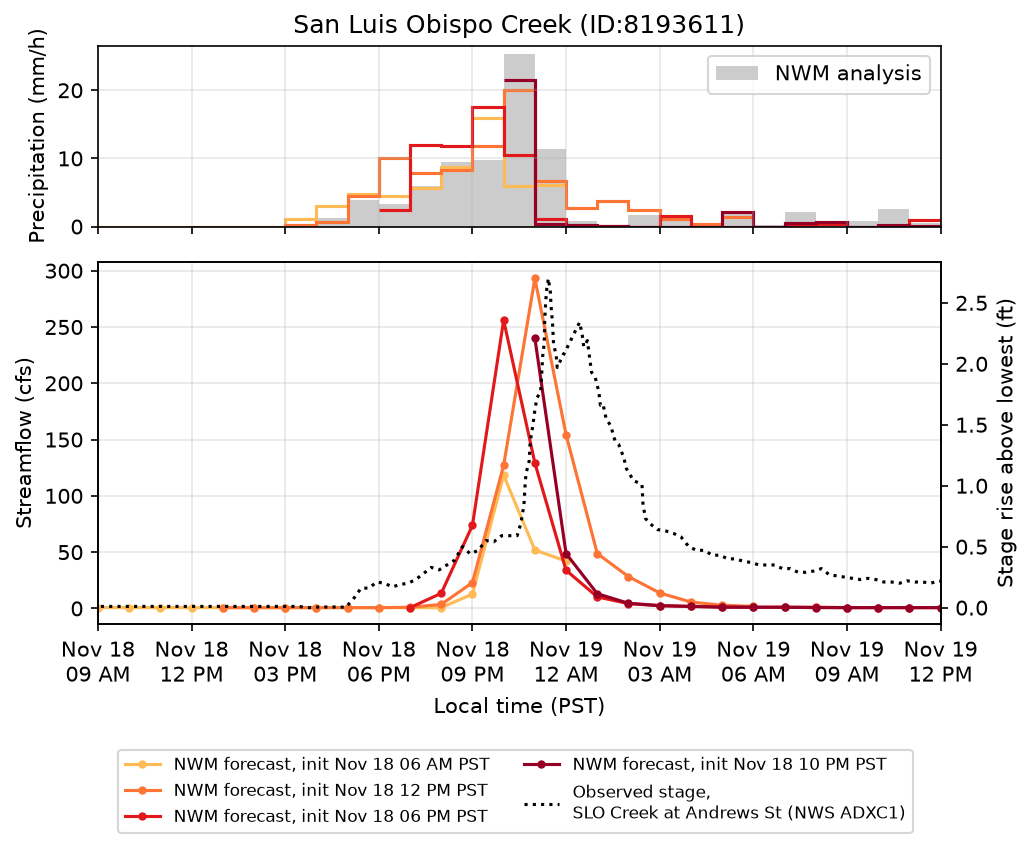 San Luis Obispo Creek (ID:8193611)
Precipitation (mm/h)
20
10
0
NWM analysis
Streamflow (cfs)
300
250
200
150
100
50
0
Stage rise above lowest (ft)
2.5
2.0
1.5
1.0
0.5
0.0
Nov 18 Nov 18 Nov 18 Nov 18 Nov 18 Nov 19 Nov 19 Nov 19 Nov 19 Nov 19
09 AM 12 PM 03 PM 06 PM 09 PM 12 AM 03 AM 06 AM 09 AM 12 PM
Local time (PST)
NWM forecast, init Nov 18 06 AM PST
NWM forecast, init Nov 18 12 PM PST
NWM forecast, init Nov 18 06 PM PST
NWM forecast, init Nov 18 10 PM PST
Observed stage,
SLO Creek at Andrews St (NWS ADXC1)